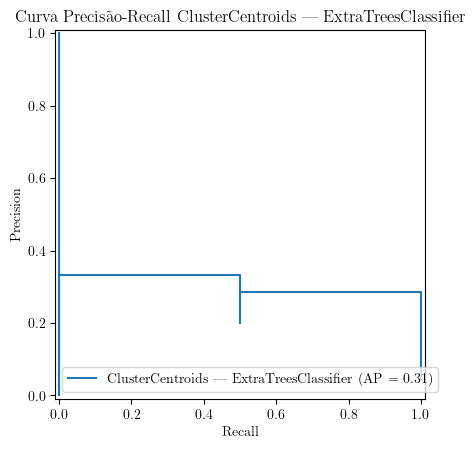 Curva Precisão-Recall ClusterCentroids — ExtraTreesClassifier
1.0
0.8
0.6
0.4
0.2
0.0
Precision
ClusterCentroids — ExtraTreesClassifier (AP = 0.31)
0.0 0.2 0.4 0.6 0.8 1.0
Recall